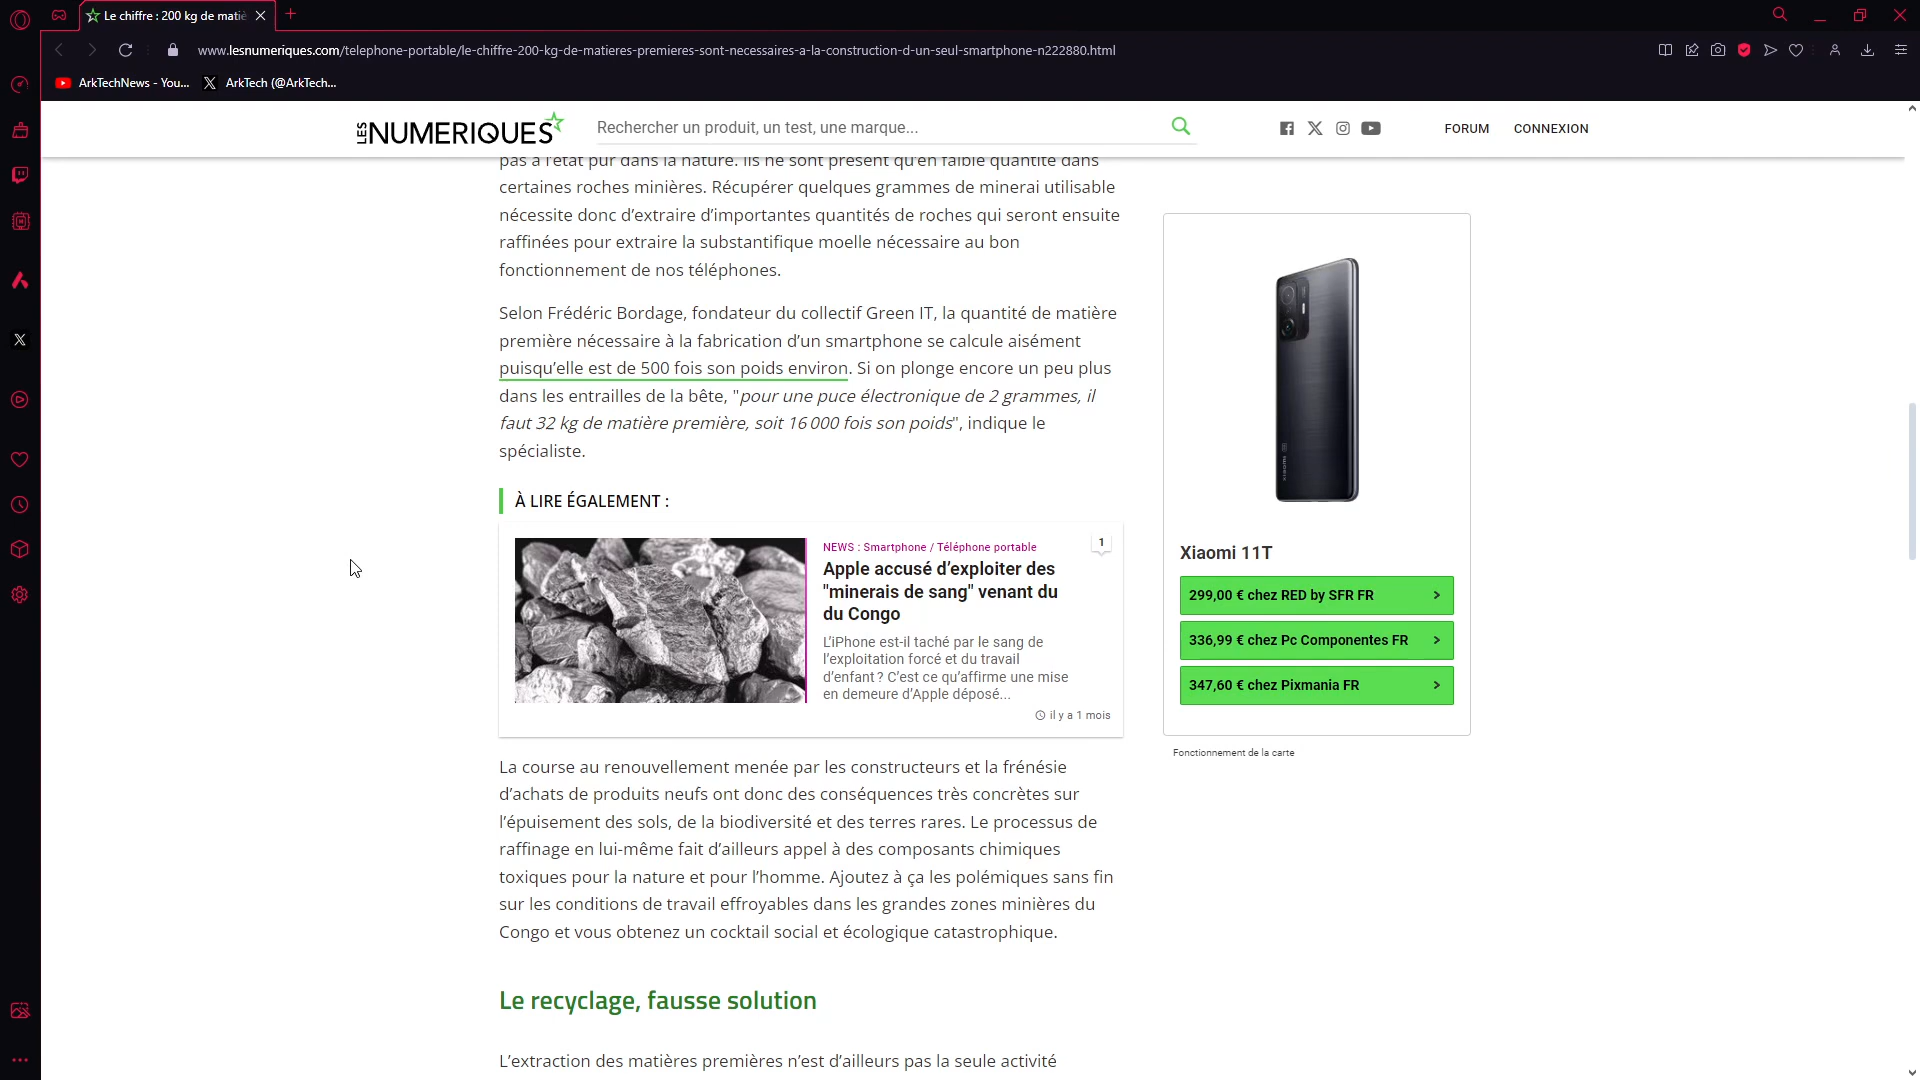 Le chiffre : 200 kg de matiè
www.lesnumeriques.com/telephone-portable/le-chiffre-200-kg-de-matieres-premieres-sont-necessaires-a-la-construction-d-un-seul-smartphone-n222880.html
ArkTechNews - You...
ArkTech (@ArkTech...
LES NUMERIQUES
Rechercher un produit, un test, une marque...
FORUM
CONNEXION
pas à l'état pur dans la nature. Ils ne sont présent qu'en faible quantité dans
certaines roches minières. Récupérer quelques grammes de minerai utilisable
nécessite donc d'extraire d'importantes quantités de roches qui seront ensuite
raffinées pour extraire la substantifique moelle nécessaire au bon
fonctionnement de nos téléphones.
Selon Frédéric Bordage, fondateur du collectif Green IT, la quantité de matière
première nécessaire à la fabrication d'un smartphone se calcule aisément
puisqu'elle est de 500 fois son poids environ. Si on plonge encore un peu plus
dans les entrailles de la bête, "pour une puce électronique de 2 grammes, il
faut 32 kg de matière première, soit 16 000 fois son poids", indique le
spécialiste.
À LIRE ÉGALEMENT :
NEWS : Smartphone / Téléphone portable
1
Apple accusé d'exploiter des
"minerais de sang" venant du
du Congo
L'iPhone est-il taché par le sang de
l'exploitation forcé et du travail
d'enfant ? C'est ce qu'affirme une mise
en demeure d'Apple déposé...
il y a 1 mois
La course au renouvellement menée par les constructeurs et la frénésie
d'achats de produits neufs ont donc des conséquences très concrètes sur
l'épuisement des sols, de la biodiversité et des terres rares. Le processus de
raffinage en lui-même fait d'ailleurs appel à des composants chimiques
toxiques pour la nature et pour l'homme. Ajoutez à ça les polémiques sans fin
sur les conditions de travail effroyables dans les grandes zones minières du
Congo et vous obtenez un cocktail social et écologique catastrophique.
Le recyclage, fausse solution
L'extraction des matières premières n'est d'ailleurs pas la seule activité
Xiaomi 11T
299,00 € chez RED by SFR FR
336,99 € chez Pc Componentes FR
347,60 € chez Pixmania FR
Fonctionnement de la carte